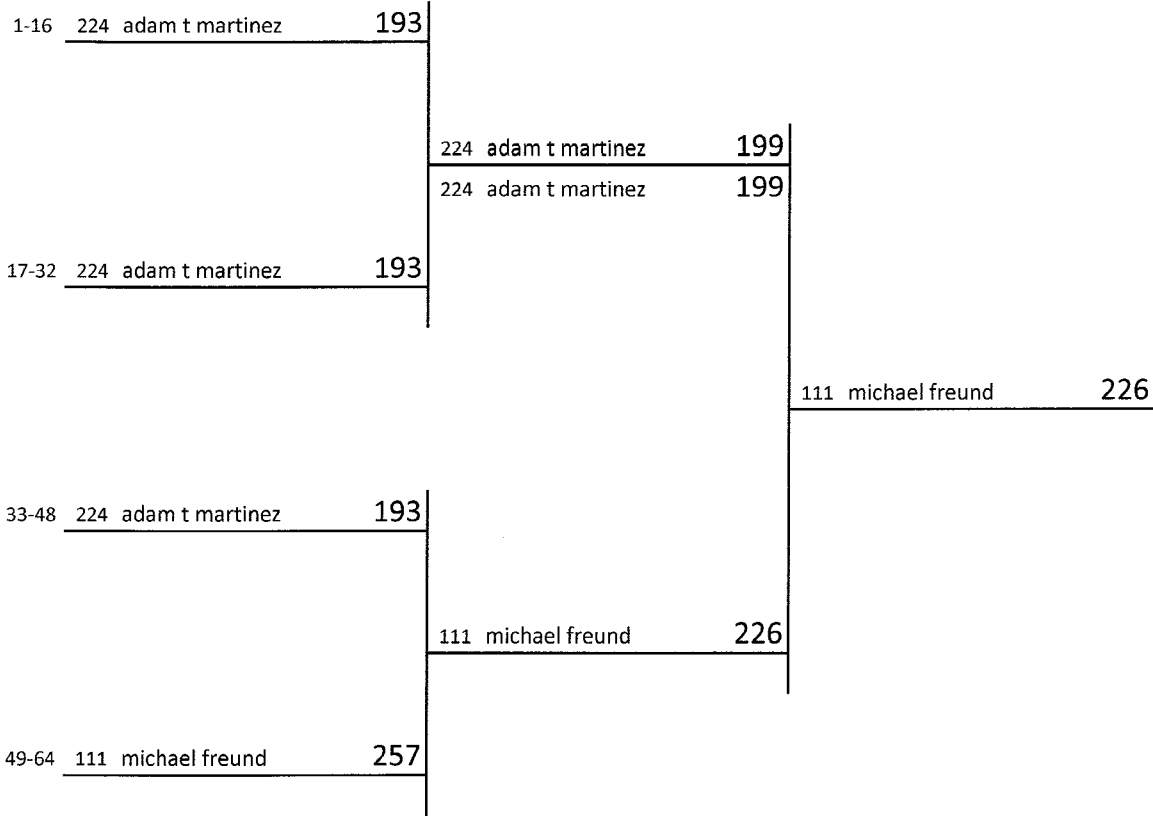 1-16 224 adam t martinez 193
224 adam t martinez 199
224 adam t martinez 199
17-32 224 adam t martinez 193
111 michael freund 226
33-48 224 adam t martinez 193
111 michael freund 226
49-64 111 michael freund 257